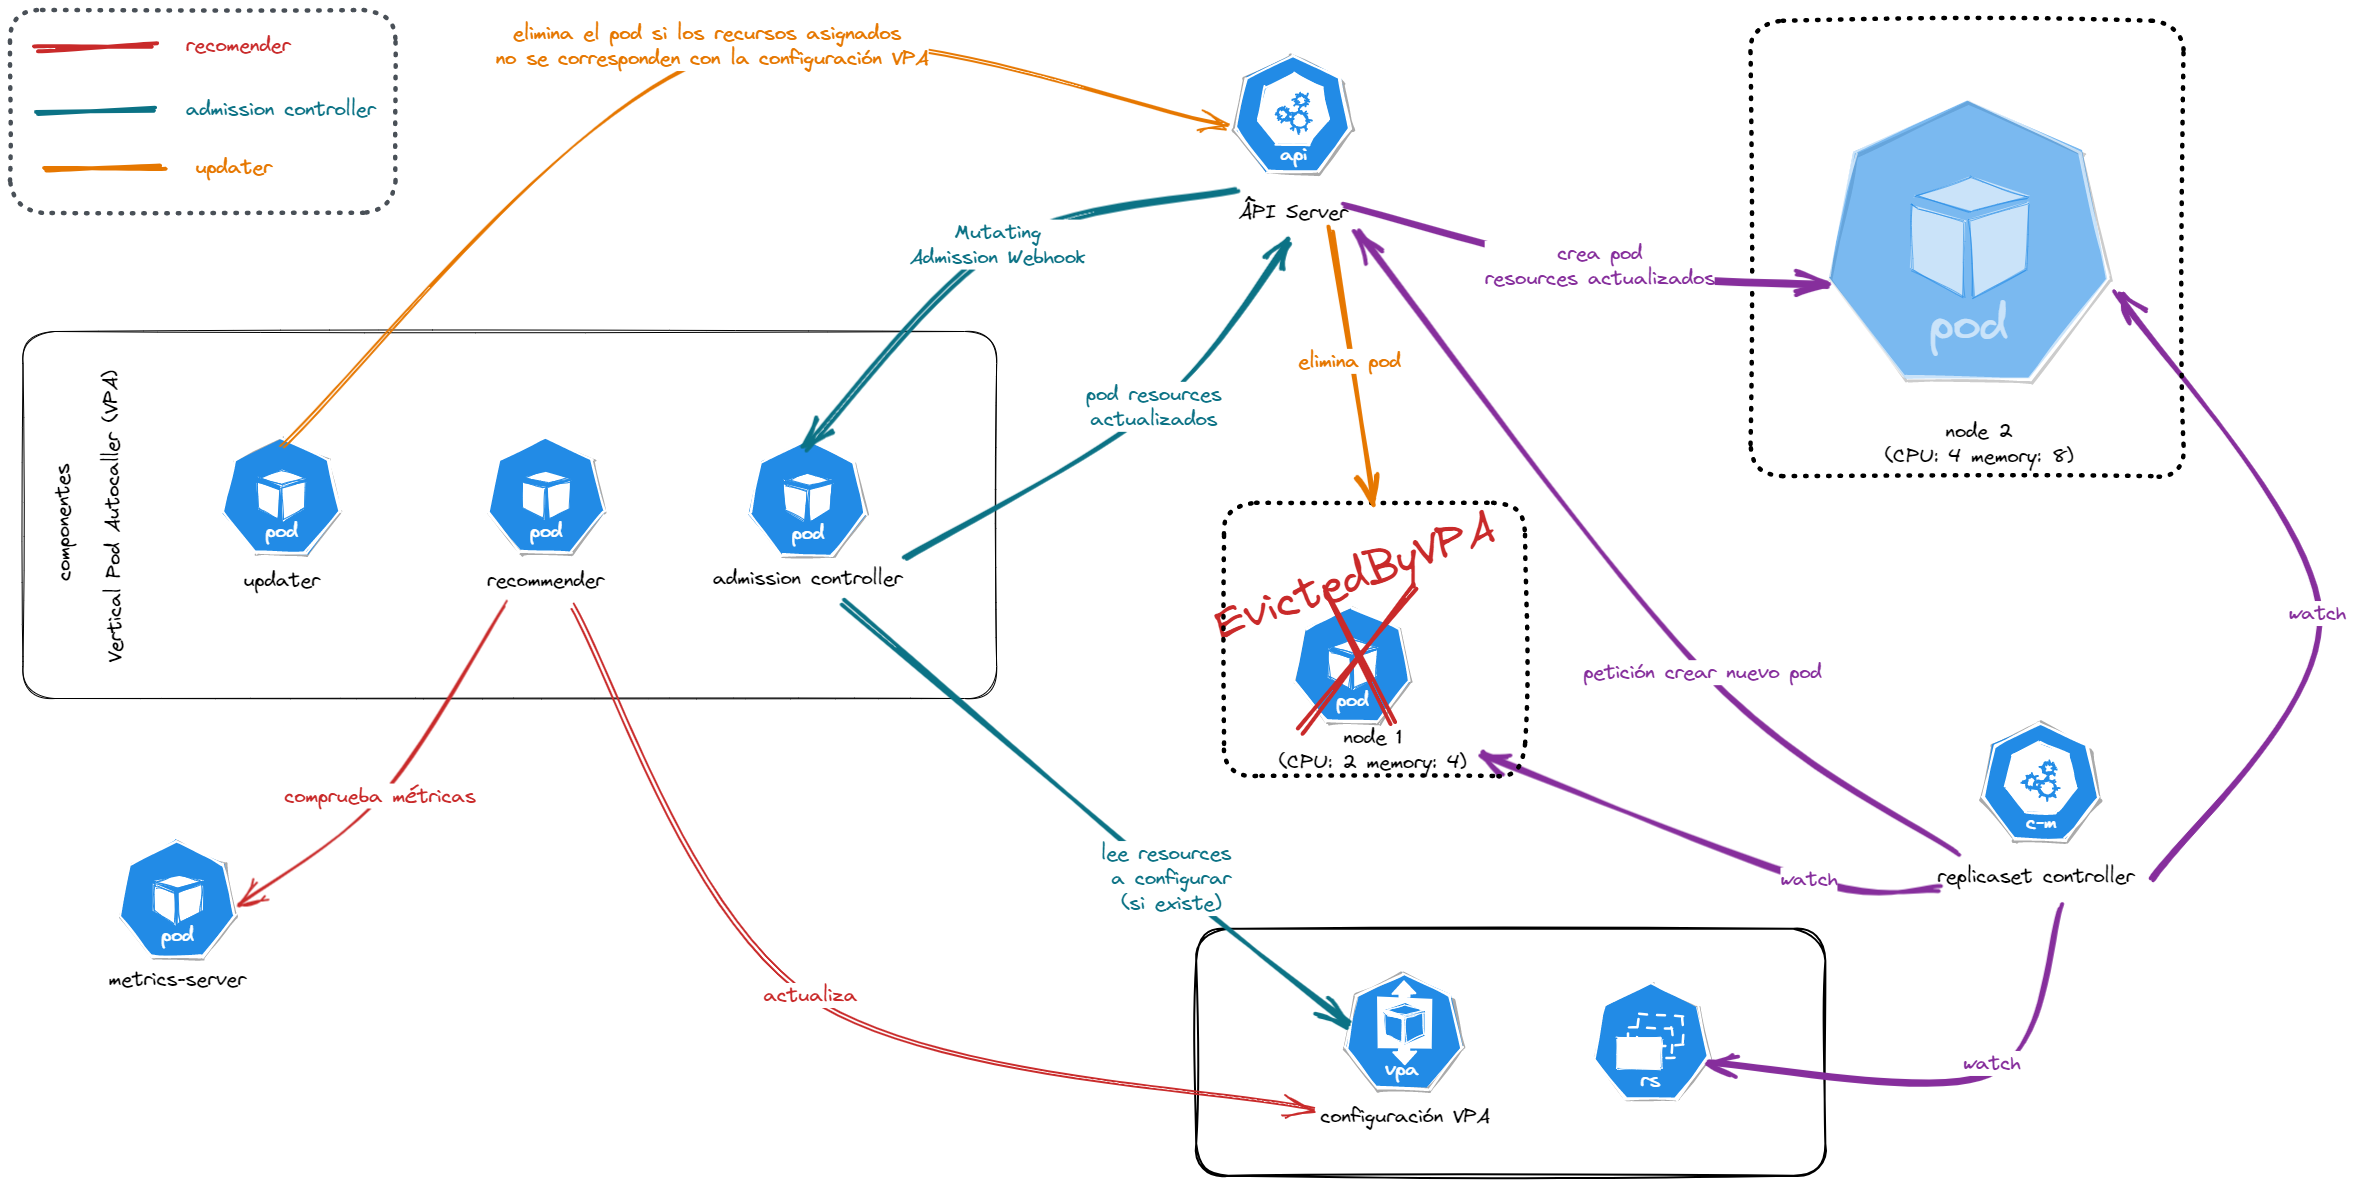 recomender
admission controller
updater
elimina el pod si los recursos asignados
no se corresponden con la configuración VPA
api
API Server
Mutating
Admission Webhook
crea pod
resources actualizados
pod
node 2
(CPU: 4 memory: 8)
elimina pod
pod resources
actualizados
componentes
Vertical Pod Autocaller (VPA)
pod
updater
pod
recommender
pod
admission controller
EvictedByVPA
pod
node 1
(CPU: 2 memory: 4)
watch
petición crear nuevo pod
c-m
replicaset controller
watch
comprueba métricas
pod
metrics-server
lee resources
a configurar
(si existe)
actualiza
vpa
configuración VPA
rs
watch